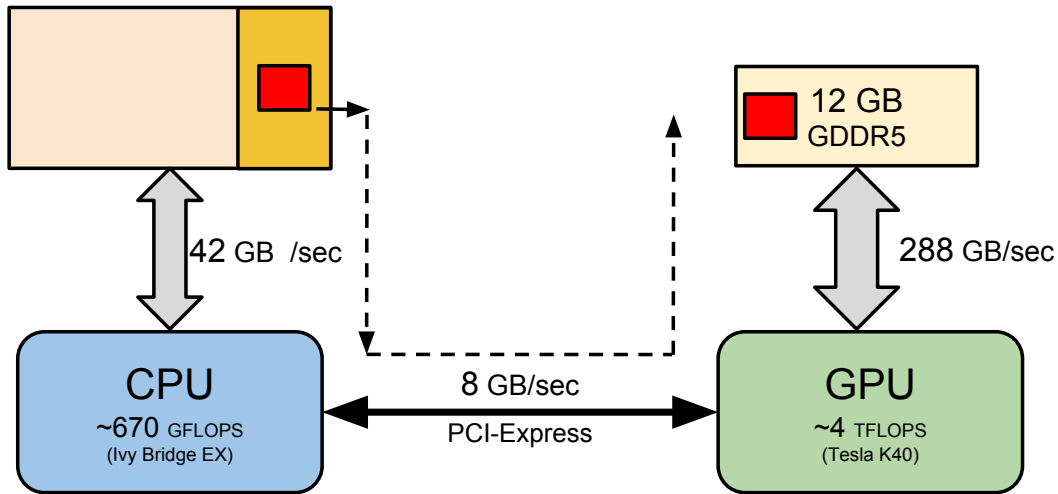 12 GB
GDDR5
42 GB /sec
288 GB/sec
CPU
~670 GFLOPS
(Ivy Bridge EX)
8 GB/sec
PCI-Express
GPU
~4 TFLOPS
(Tesla K40)